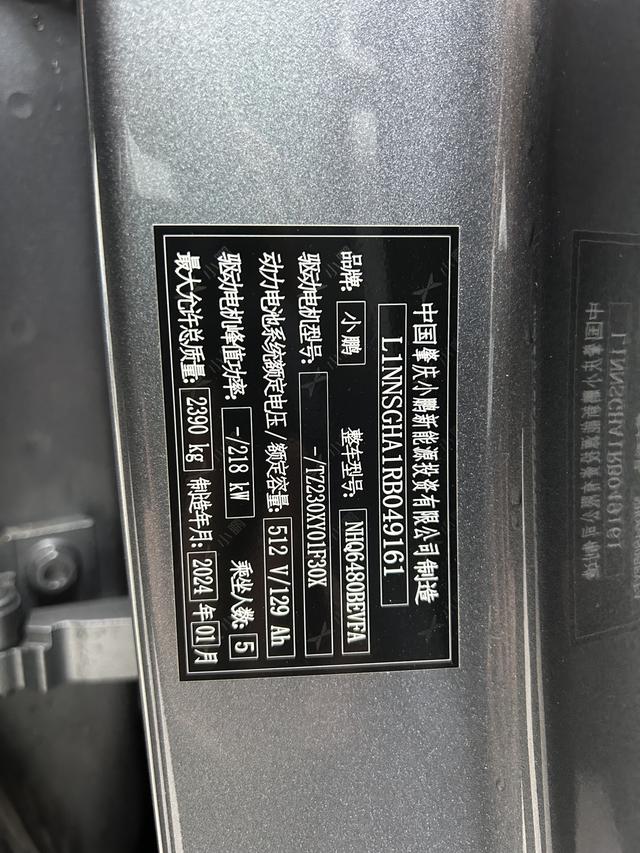 中国肇庆小鹏新能源投资有限公司制造
L1NNSGHA1RB049161
品牌: 小鹏 整车型号: NHQ6480BEVFA
驱动电机型号: -/TZ230XY01F30X
动力电池系统额定电压/额定容量: 512 V/129 Ah
驱动电机峰值功率: -/218 kW 乘坐人数: 5
最大允许总质量: 2390 kg 制造年月: 2024 年 01 月